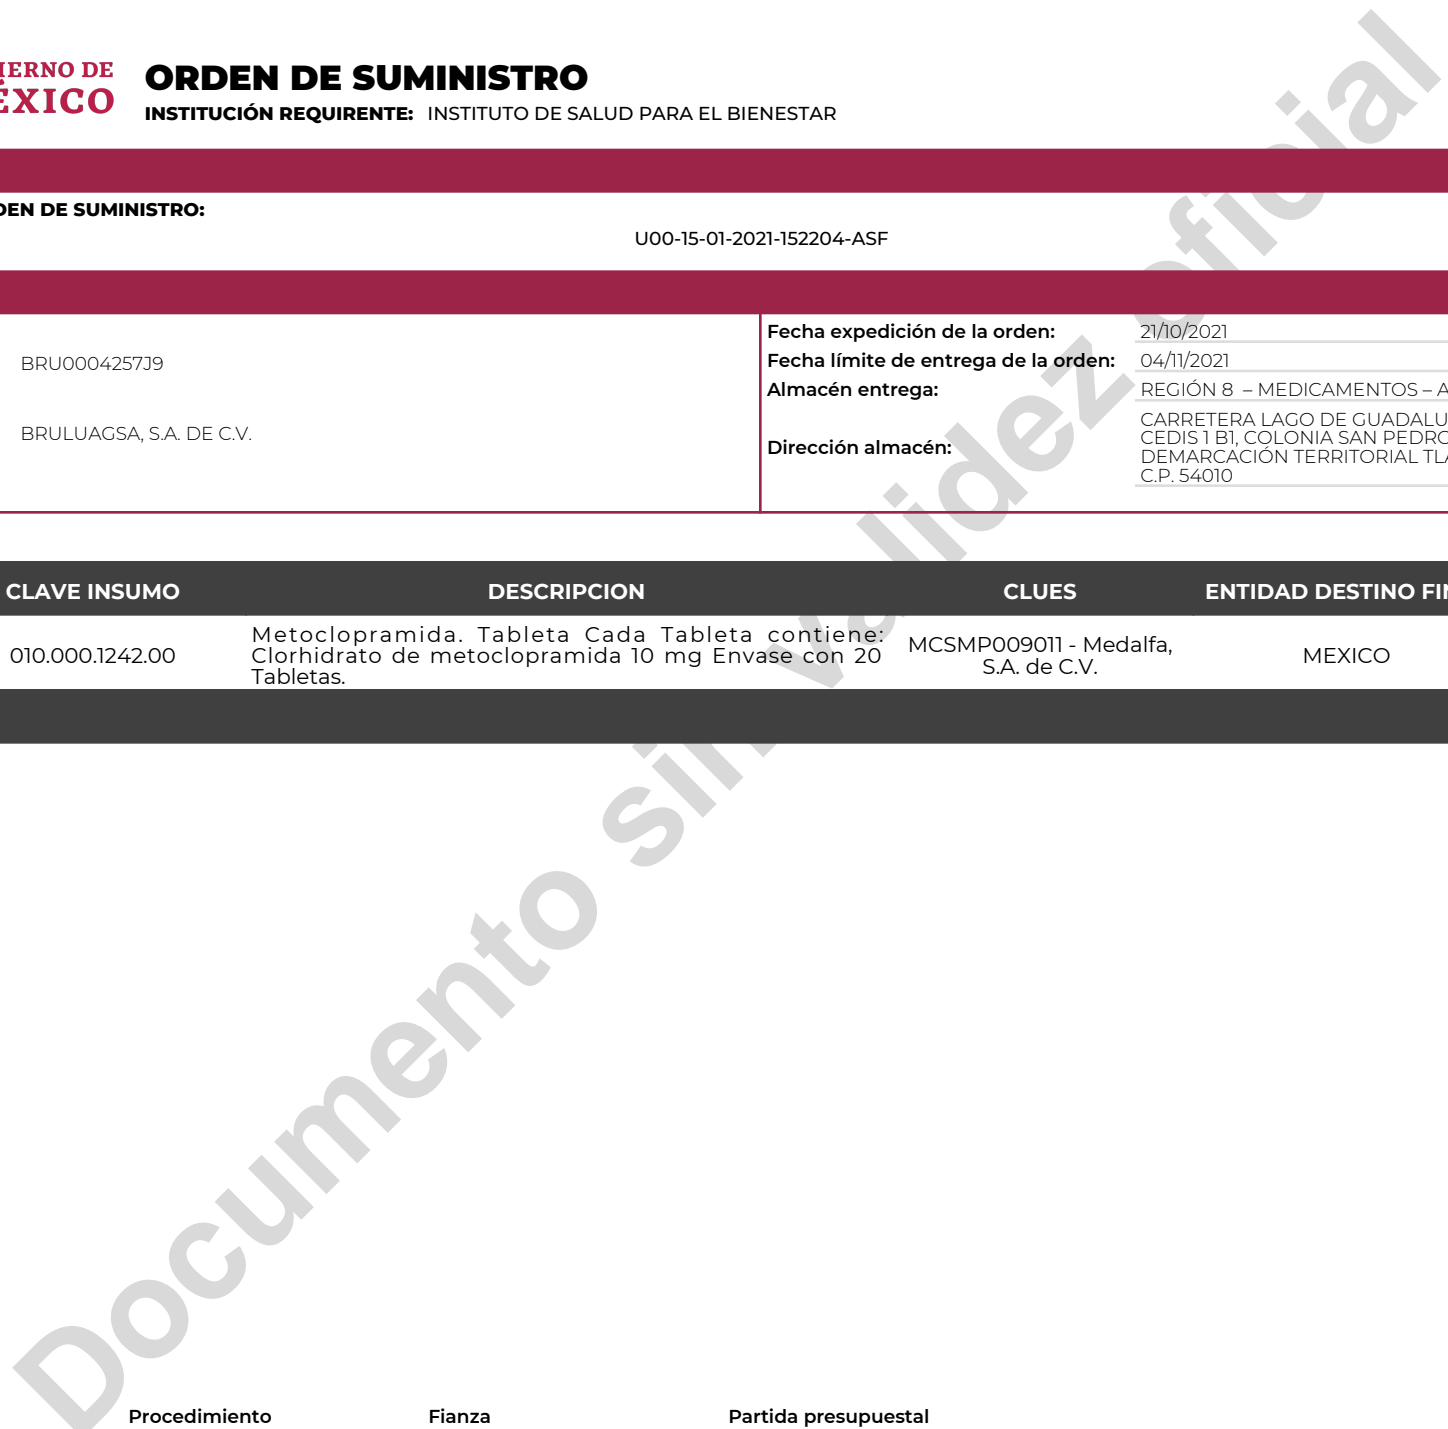 IERNO DE
ÉXICO
ORDEN DE SUMINISTRO
INSTITUCIÓN REQUIRENTE: INSTITUTO DE SALUD PARA EL BIENESTAR
DEN DE SUMINISTRO:
U00-15-01-2021-152204-ASF
BRU0004257J9
BRULUAGSA, S.A. DE C.V.
Fecha expedición de la orden: 21/10/2021
Fecha límite de entrega de la orden: 04/11/2021
Almacén entrega: REGIÓN 8 – MEDICAMENTOS – A
Dirección almacén:
CARRETERA LAGO DE GUADALU
CEDIS 1 B1, COLONIA SAN PEDRO
DEMARCACIÓN TERRITORIAL TLA
C.P. 54010
CLAVE INSUMO DESCRIPCION CLUES ENTIDAD DESTINO FIN
010.000.1242.00
Metoclopramida. Tableta Cada Tableta contiene:
Clorhidrato de metoclopramida 10 mg Envase con 20
Tabletas.
MCSMP009011 - Medalfa,
S.A. de C.V.
MEXICO
Documento sin validez oficial
Procedimiento Fianza Partida presupuestal